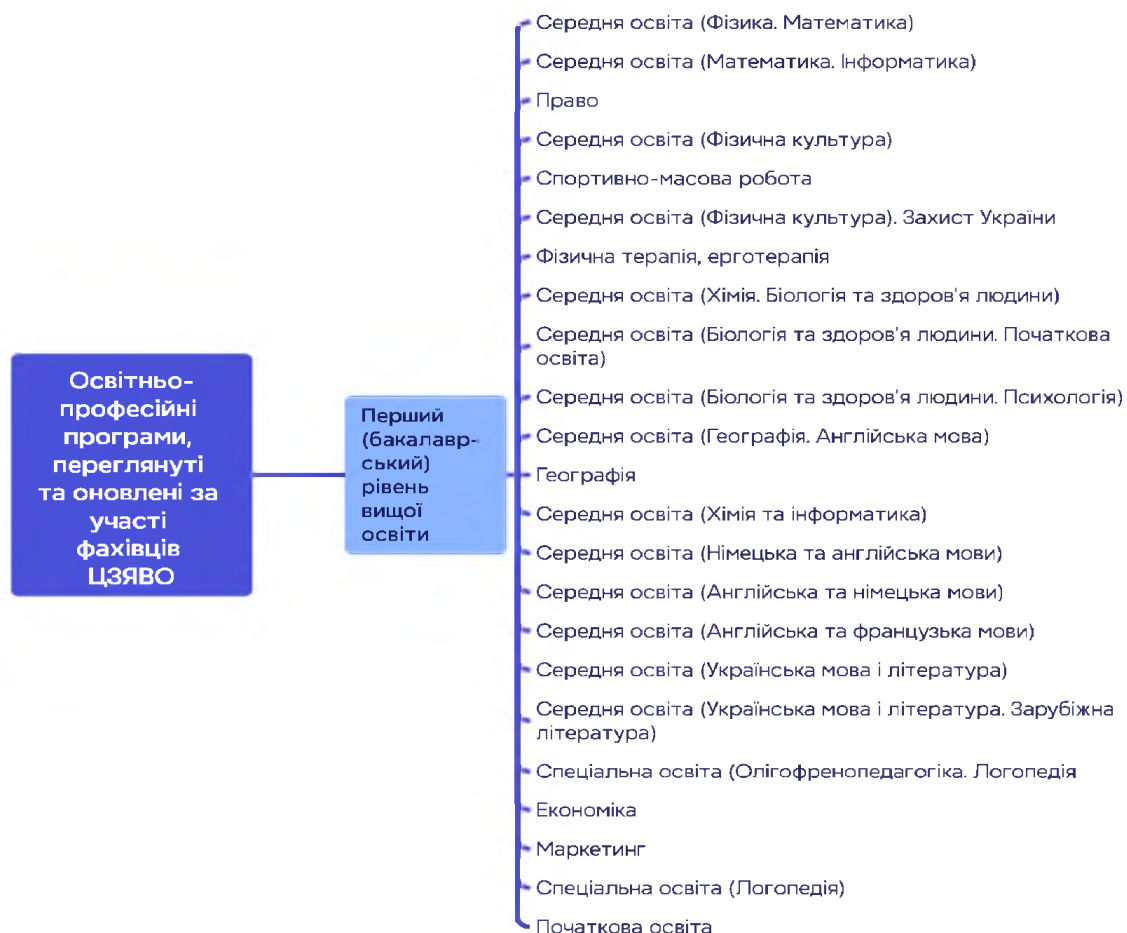 Освітньо-
професійні
програми,
переглянуті
та оновлені за
участі
фахівців
ЦЗЯВО
Перший
(бакалавр-
ський)
рівень
вищої
освіти
Середня освіта (Фізика. Математика)
Середня освіта (Математика. Інформатика)
Право
Середня освіта (Фізична культура)
Спортивно-масова робота
Середня освіта (Фізична культура). Захист України
Фізична терапія, ерготерапія
Середня освіта (Хімія. Біологія та здоров'я людини)
Середня освіта (Біологія та здоров'я людини. Початкова
освіта)
Середня освіта (Біологія та здоров'я людини. Психологія)
Середня освіта (Географія. Англійська мова)
Географія
Середня освіта (Хімія та інформатика)
Середня освіта (Німецька та англійська мови)
Середня освіта (Англійська та німецька мови)
Середня освіта (Англійська та французька мови)
Середня освіта (Українська мова і література)
Середня освіта (Українська мова і література. Зарубіжна
література)
Спеціальна освіта (Олігофренопедагогіка. Логопедія
Економіка
Маркетинг
Спеціальна освіта (Логопедія)
Початкова освіта